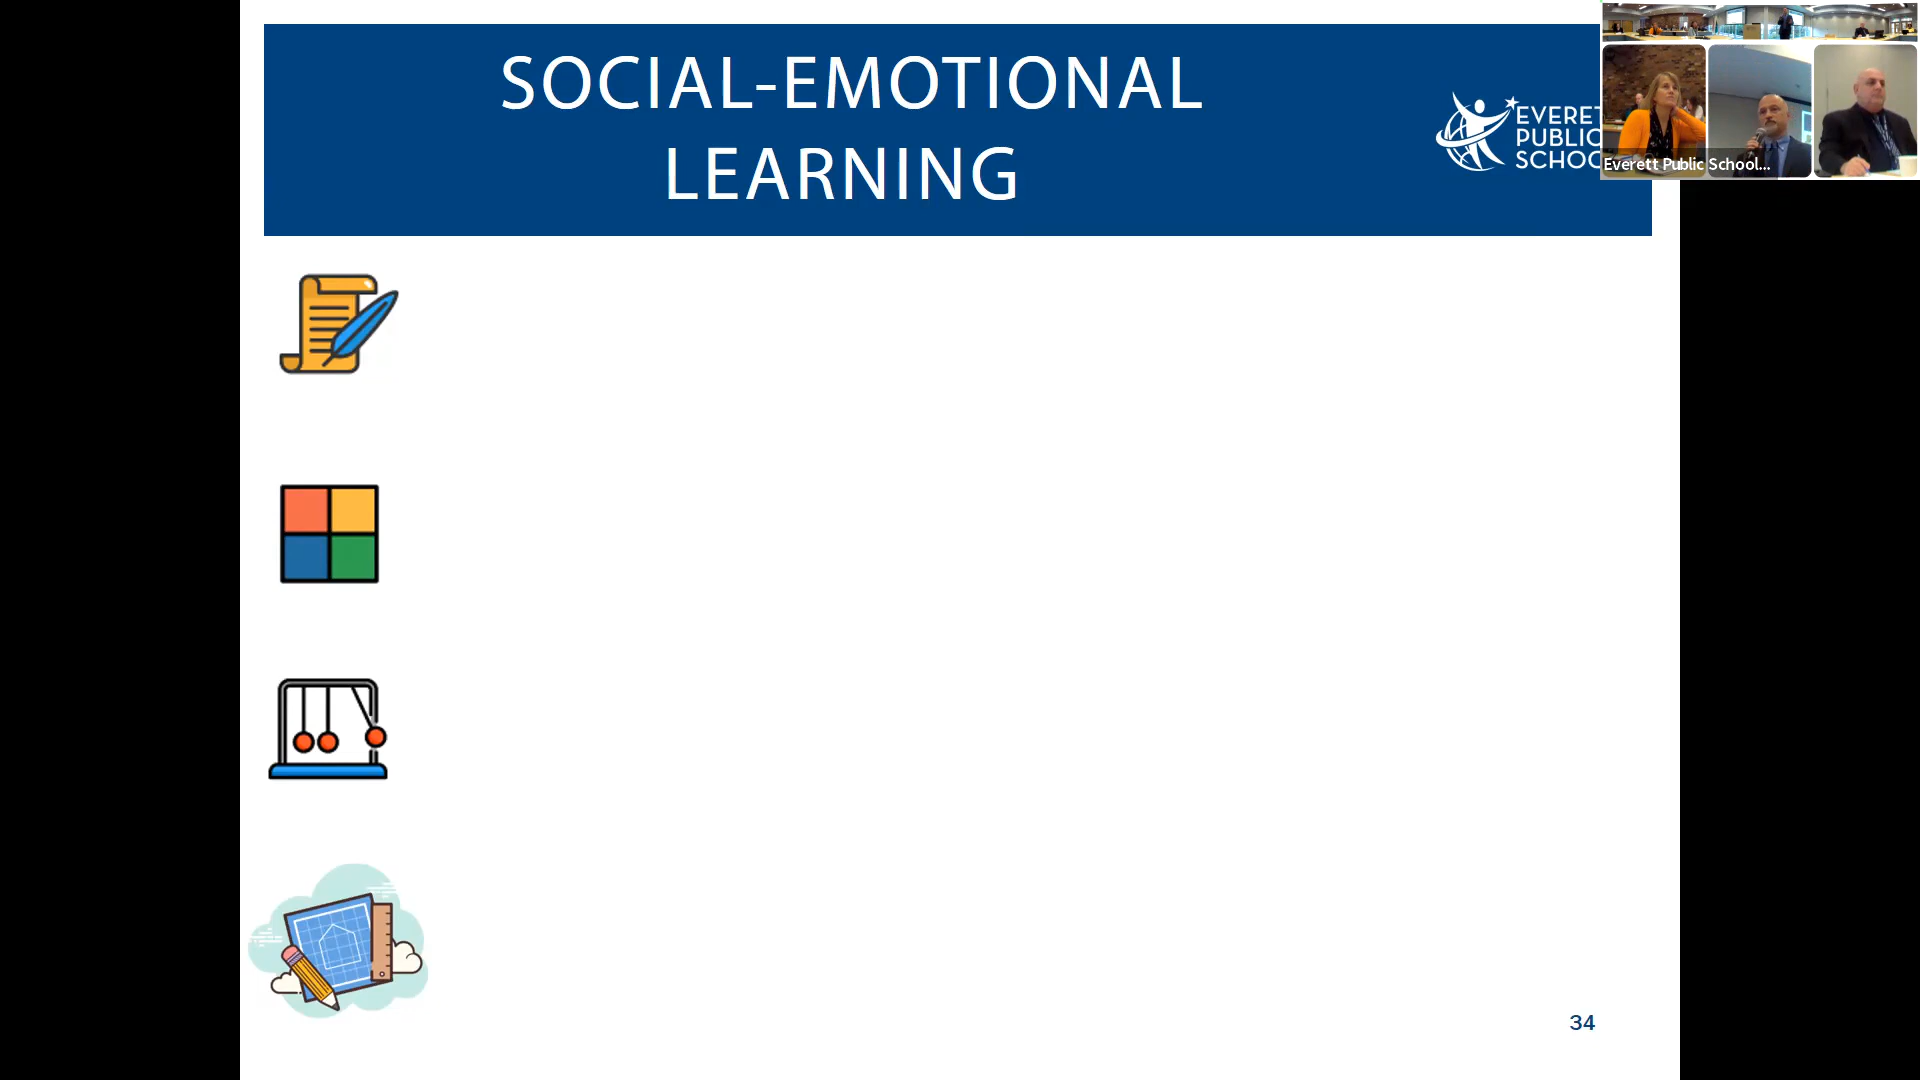 SOCIAL-EMOTIONAL
LEARNING
EVERET
PUBLIC
SCHOO
Everett Public School...
34